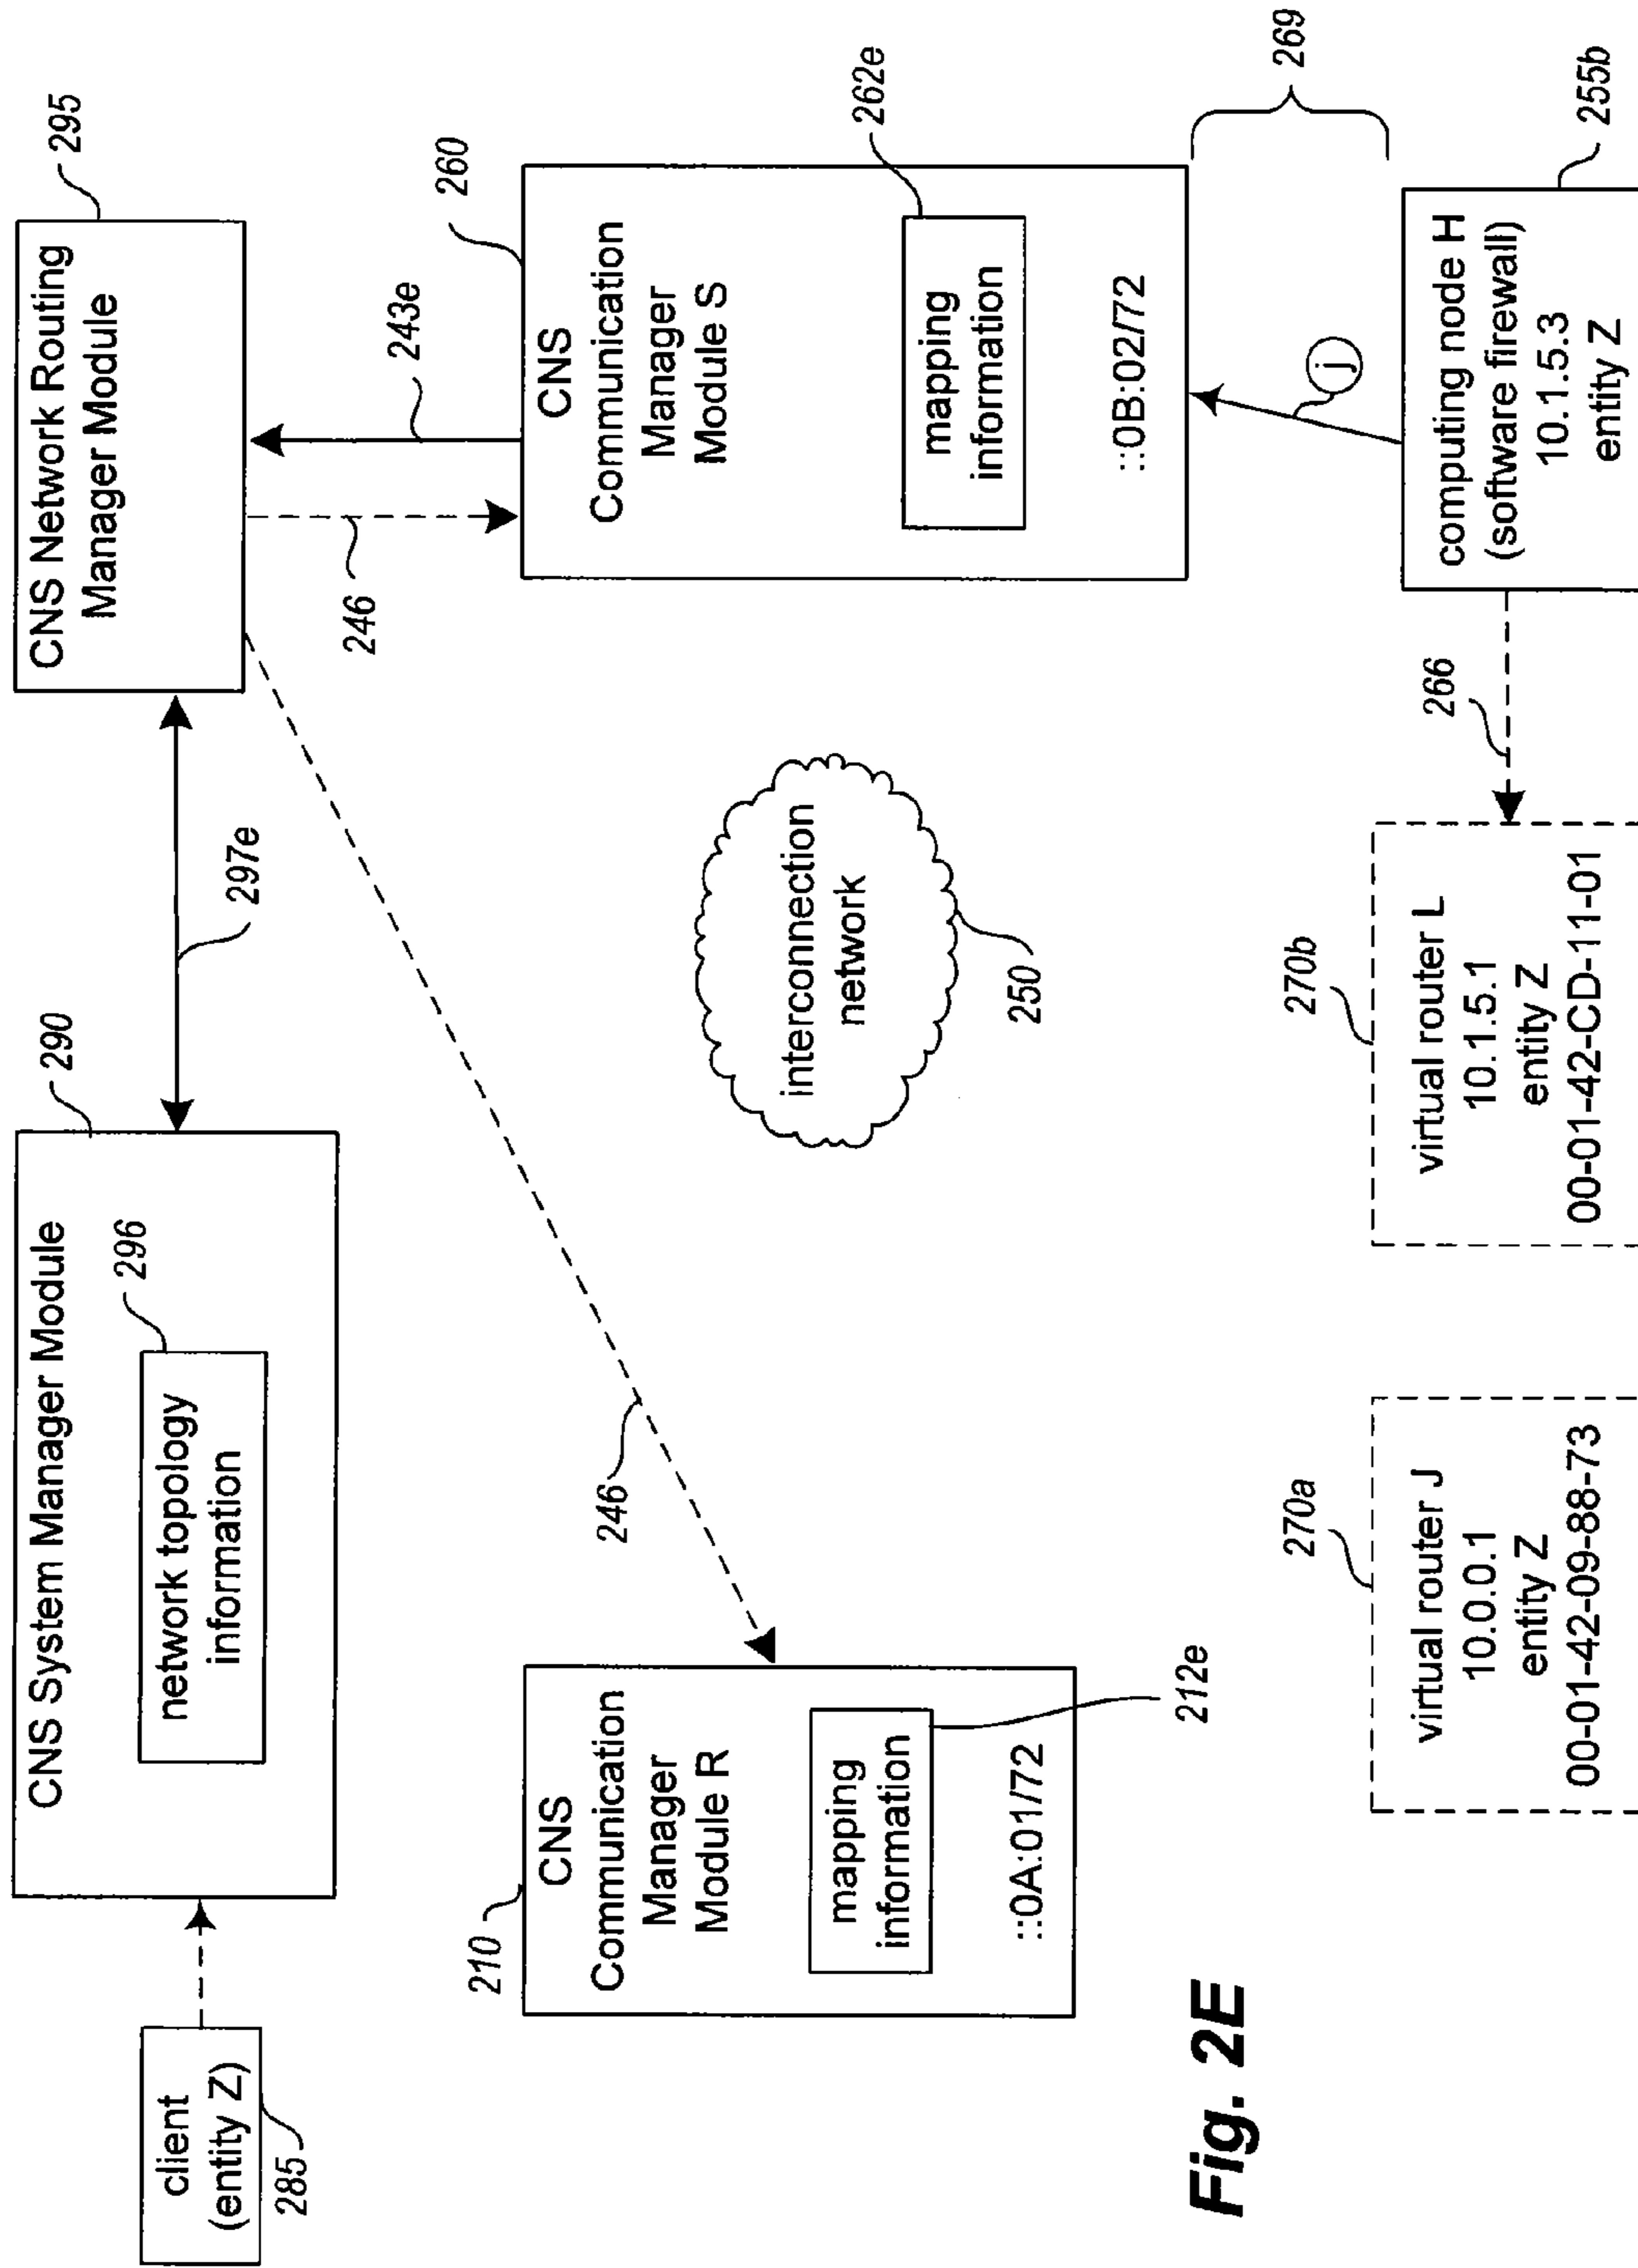 client
(entity Z)
285
CNS System Manager Module
290
network topology
information
296
297e
CNS Network Routing
Manager Module
295
246
243e
246
210
CNS
Communication
Manager
Module R
mapping
information
212e
::0A:01/72
interconnection
network
250
260
CNS
Communication
Manager
Module S
mapping
information
262e
::0B:02/72
269
j
270a
virtual router J
10.0.0.1
entity Z
00-01-42-09-88-73
270b
virtual router L
10.1.5.1
entity Z
00-01-42-CD-11-01
266
computing node H
(software firewall)
10.1.5.3
entity Z
255b
Fig. 2E